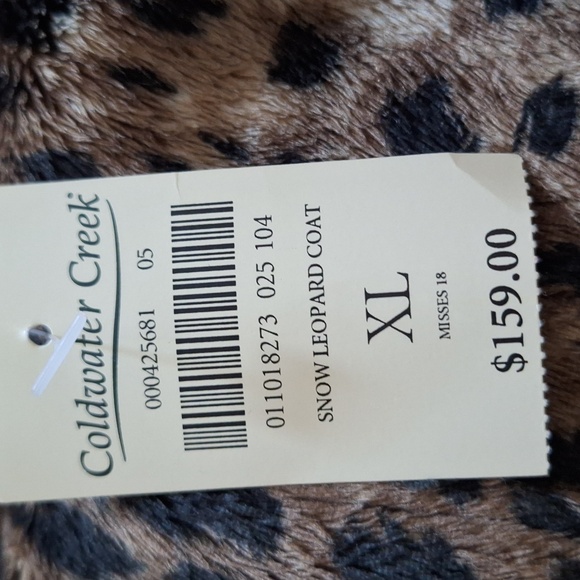 Coldwater Creek®
000425681 05
011018273 025 104
SNOW LEOPARD COAT
XL
MISSES 18
$159.00